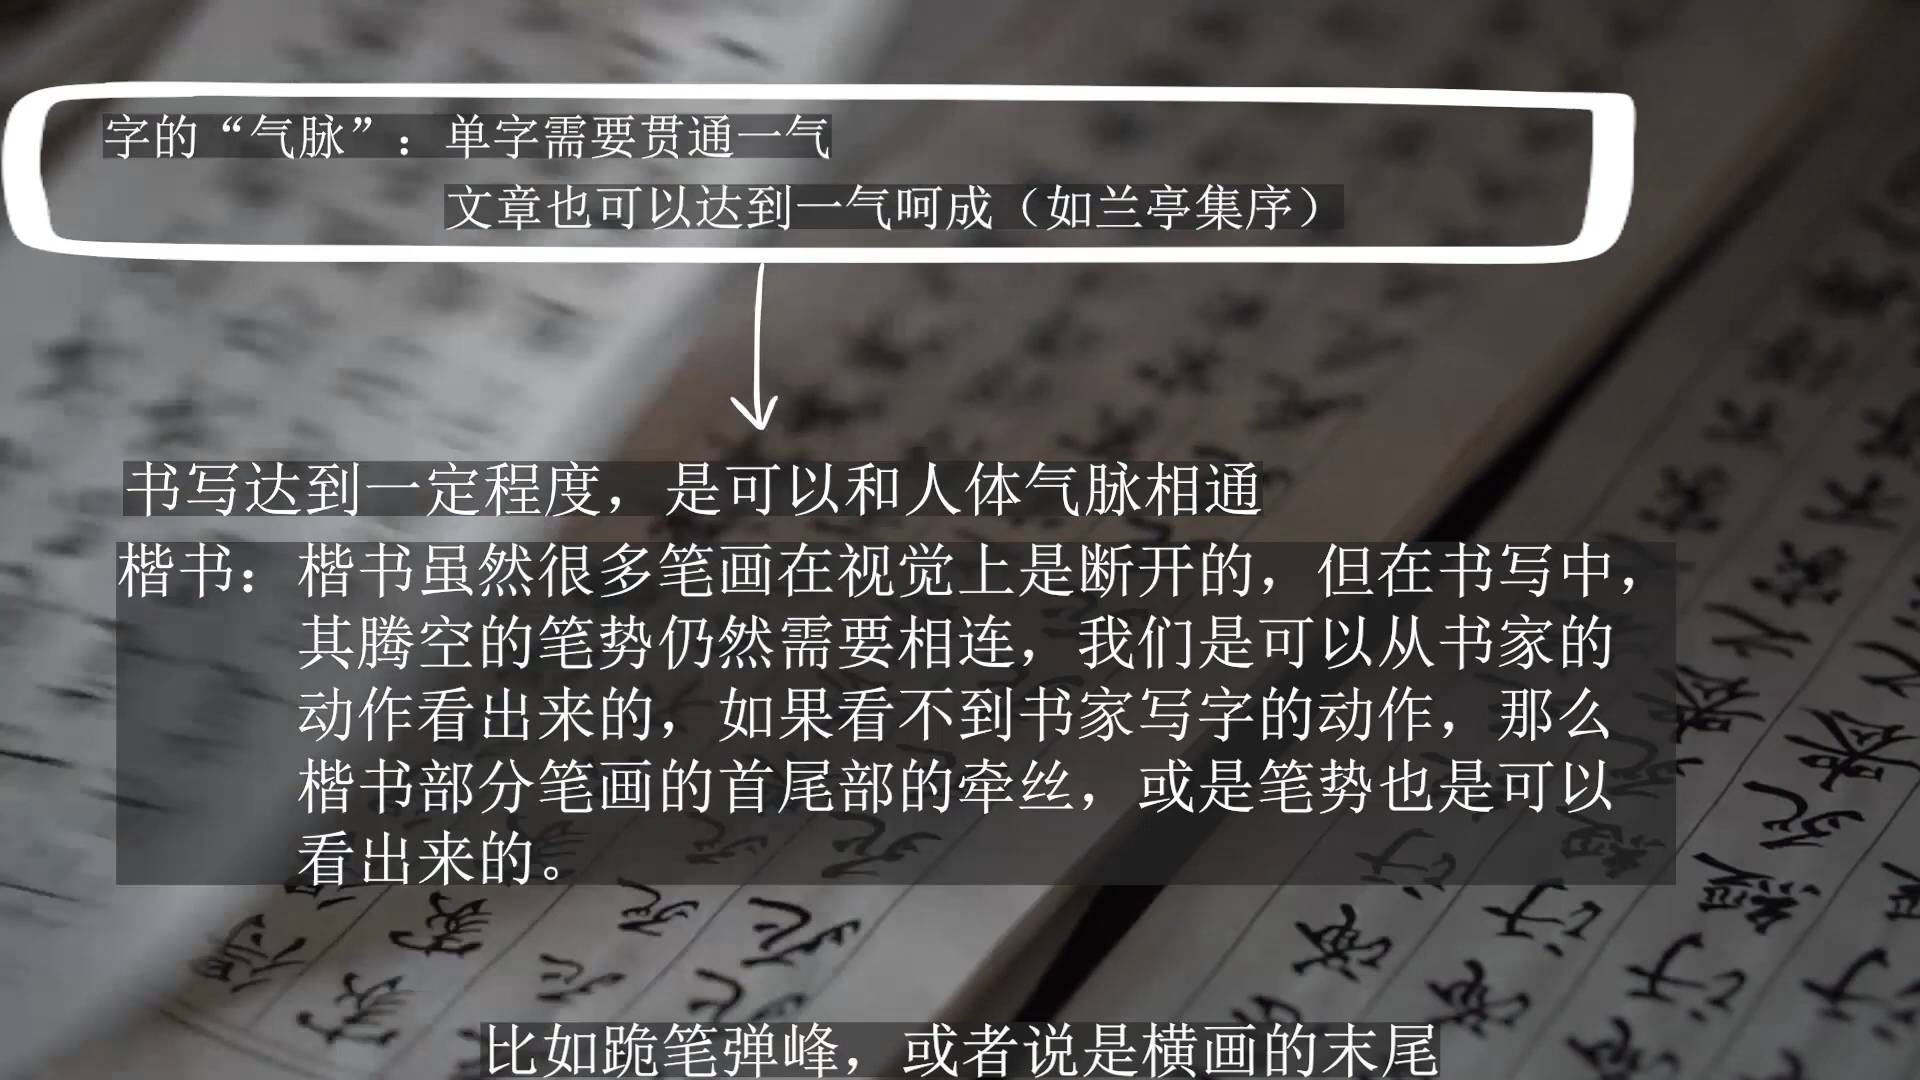 字的“气脉”：单字需要贯通一气
文章也可以达到一气呵成（如兰亭集序）
书写达到一定程度，是可以和人体气脉相通
楷书：楷书虽然很多笔画在视觉上是断开的，但在书写中，
其腾空的笔势仍然需要相连，我们是可以从书家的
动作看出来的，如果看不到书家写字的动作，那么
楷书部分笔画的首尾部的牵丝，或是笔势也是可以
看出来的。
比如跪笔弹峰，或者说是横画的末尾